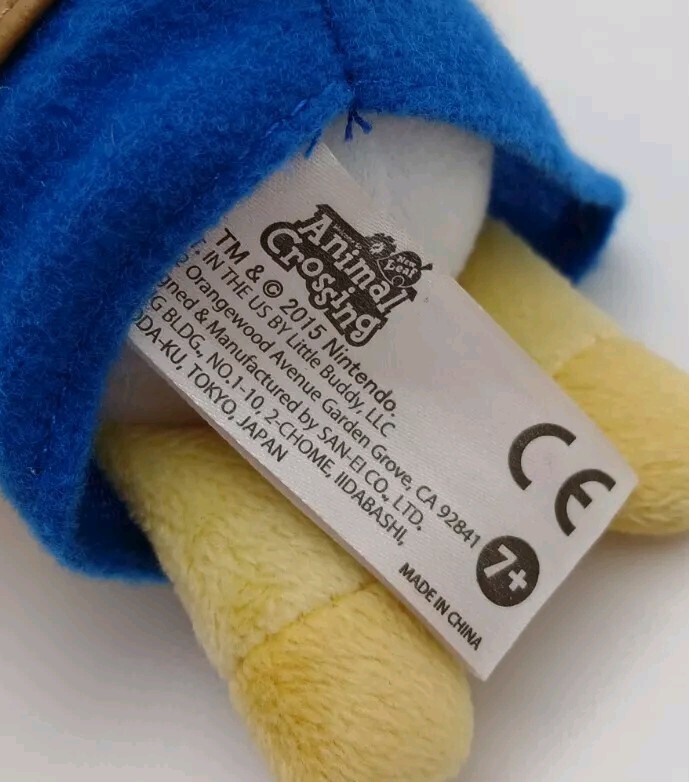 Animal
Crossing
New
Leaf
TM & © 2015 Nintendo.
IN THE US BY Little Buddy, LLC
Orangewood Avenue Garden Grove, CA 92841
& Manufactured by SAN-EI CO., LTD.
BLDG., NO.1-10, 2-CHOME, IIDABASHI,
TOKYO, JAPAN
CE
7+
MADE IN CHINA